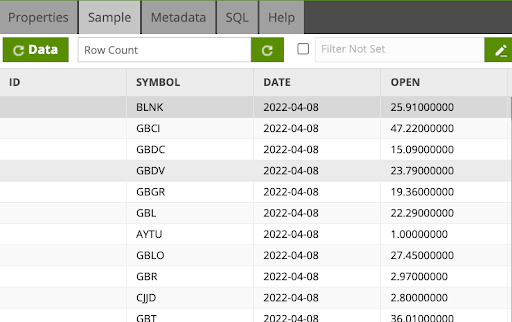 Properties Sample Metadata SQL Help
Data Row Count Filter Not Set
ID SYMBOL DATE OPEN
BLNK 2022-04-08 25.91000000
GBCI 2022-04-08 47.22000000
GBDC 2022-04-08 15.09000000
GBDV 2022-04-08 23.79000000
GBGR 2022-04-08 19.36000000
GBL 2022-04-08 22.29000000
AYTU 2022-04-08 1.00000000
GBLO 2022-04-08 27.45000000
GBR 2022-04-08 2.97000000
CJJD 2022-04-08 2.80000000
GBT 2022-04-08 36.01000000